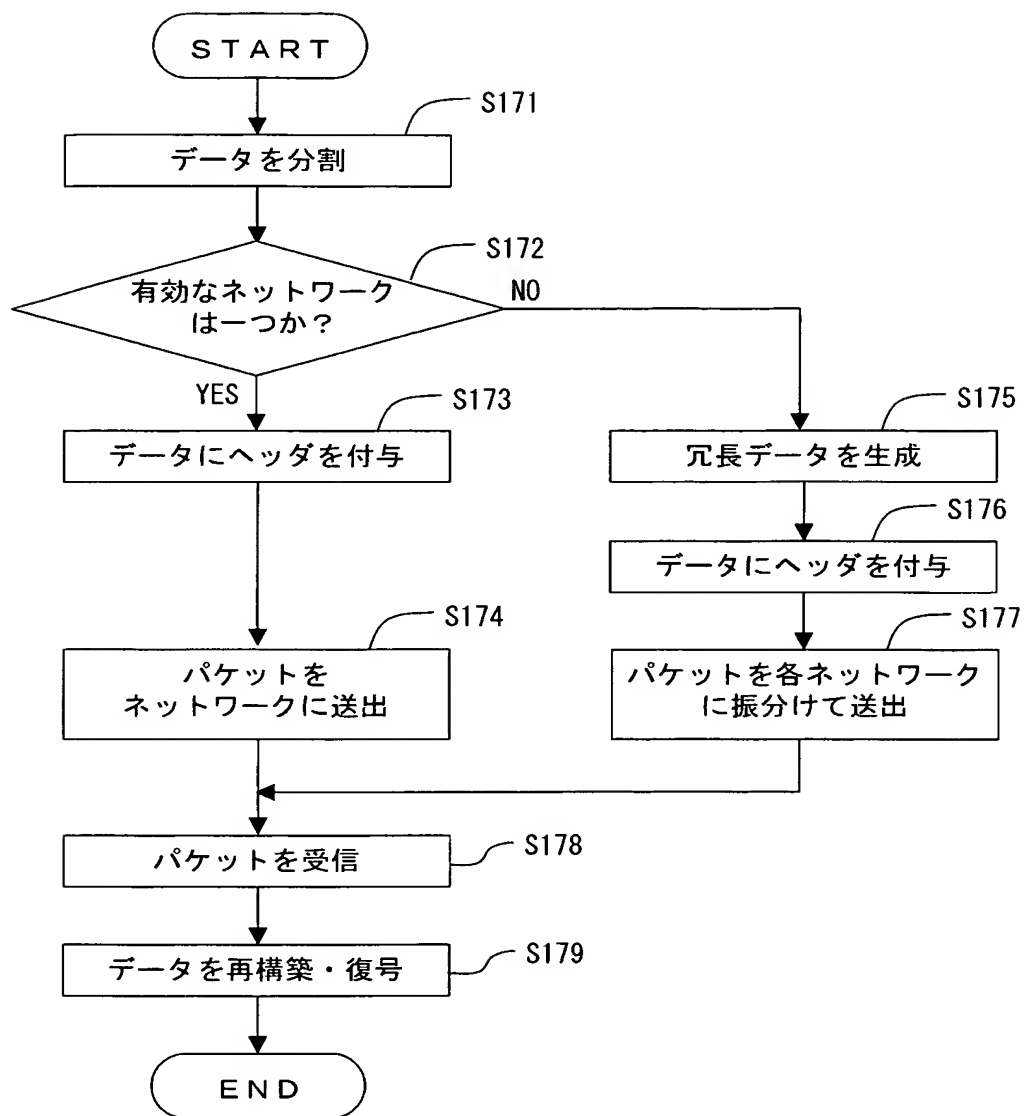 START
S171
データを分割
S172
有効なネットワーク
は一つか？
NO
YES
S173
データにヘッダを付与
S175
冗長データを生成
S176
データにヘッダを付与
S174
パケットを
ネットワークに送出
S177
パケットを各ネットワーク
に振分けて送出
S178
パケットを受信
S179
データを再構築・復号
END